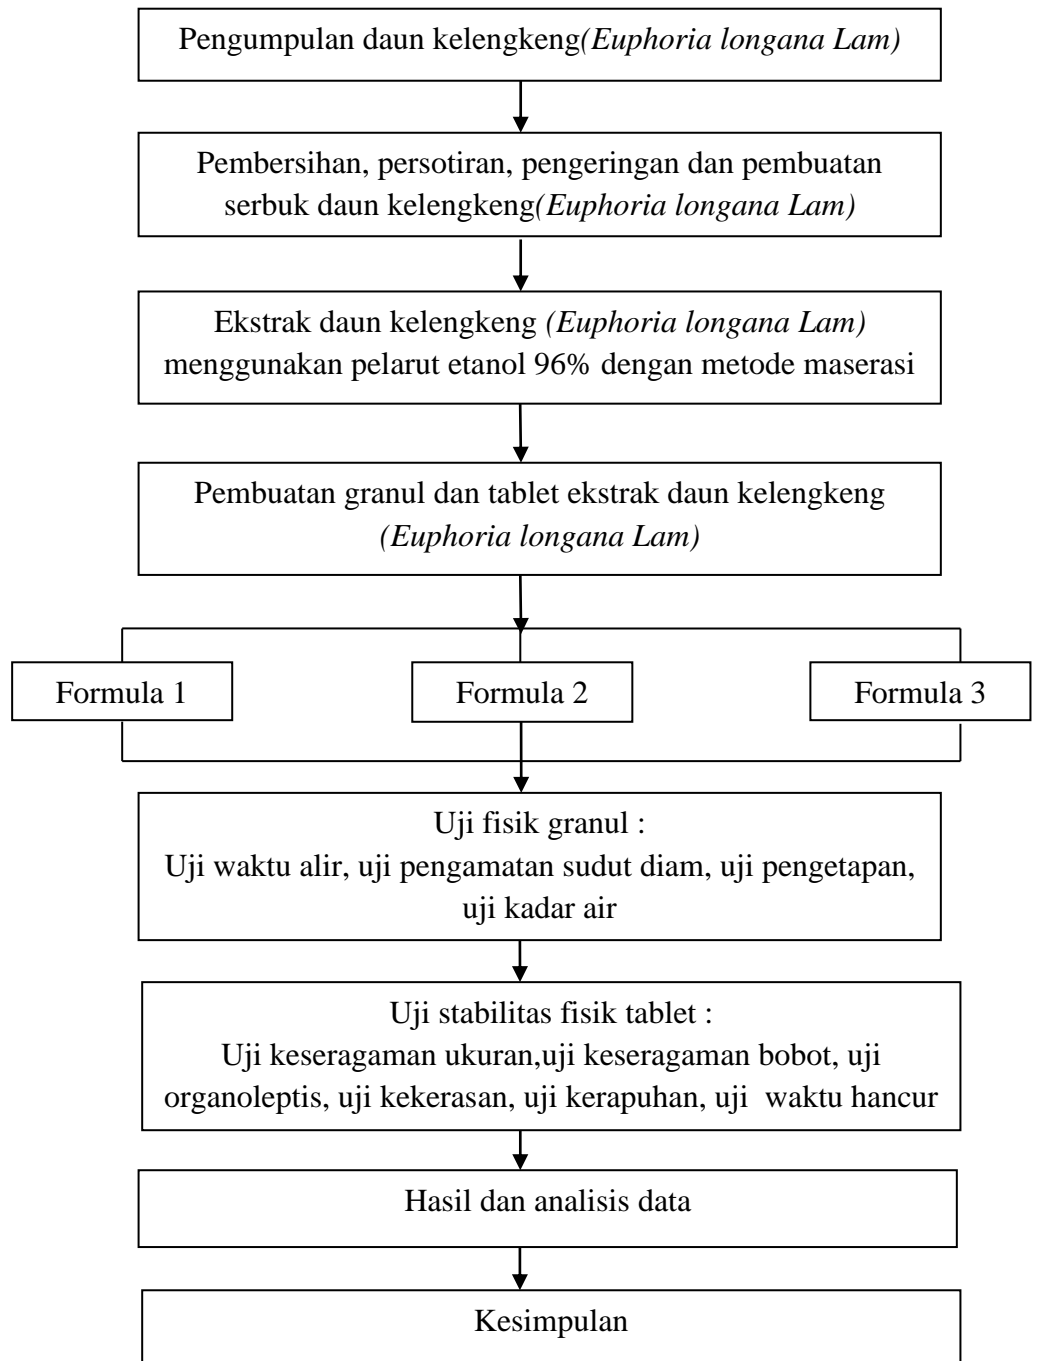 Pengumpulan daun kelengkeng(Euphoria longana Lam)
Pembersihan, persotiran, pengeringan dan pembuatan
serbuk daun kelengkeng(Euphoria longana Lam)
Ekstrak daun kelengkeng (Euphoria longana Lam)
menggunakan pelarut etanol 96% dengan metode maserasi
Pembuatan granul dan tablet ekstrak daun kelengkeng
(Euphoria longana Lam)
Formula 1
Formula 2
Formula 3
Uji fisik granul :
Uji waktu alir, uji pengamatan sudut diam, uji pengetapan,
uji kadar air
Uji stabilitas fisik tablet :
Uji keseragaman ukuran,uji keseragaman bobot, uji
organoleptis, uji kekerasan, uji kerapuhan, uji waktu hancur
Hasil dan analisis data
Kesimpulan